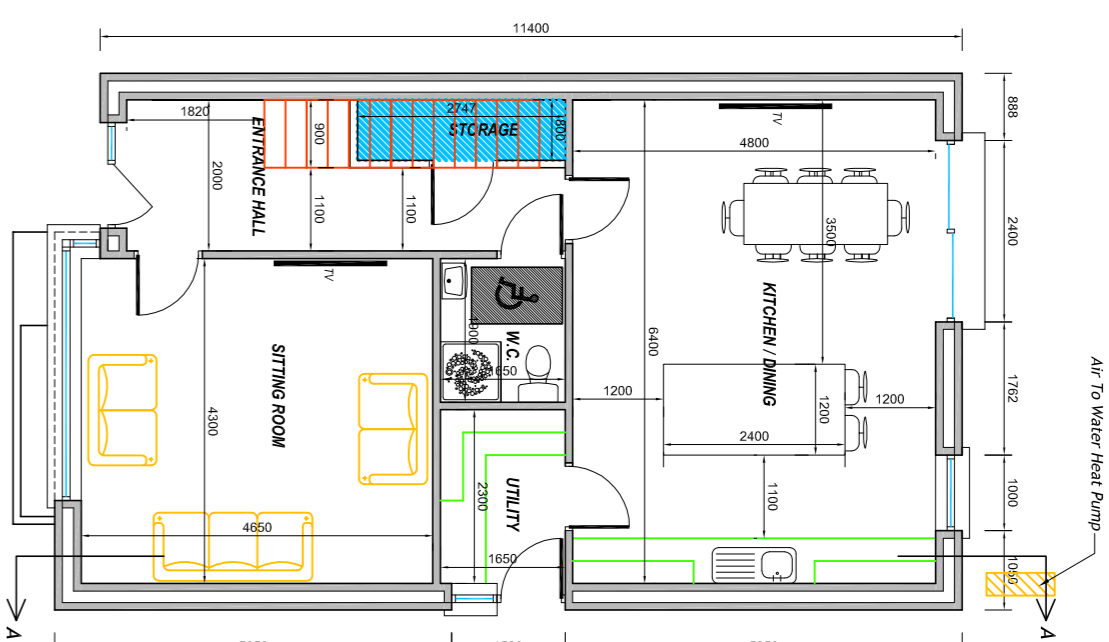 11400
1820
ENTRANCE HALL
2000
900
1100
1100
2747
STORAGE
800
TV
4800
888
2400
3500
KITCHEN / DINING
6400
1762
Air To Water Heat Pump
TV
SITTING ROOM
4300
W.C.
1900
1650
1200
1200
1200
2400
1100
1000
UTILITY
2300
1650
4650
1050
A
A